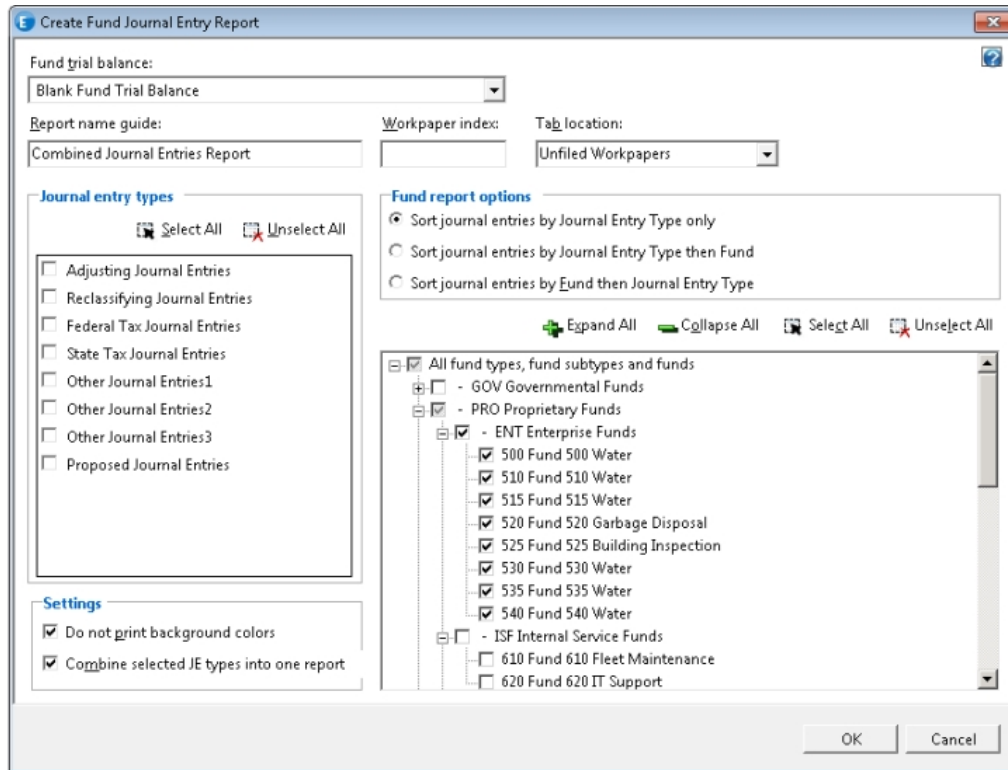 Create Fund Journal Entry Report
Fund trial balance:
Blank Fund Trial Balance
Report name guide:
Workpaper index:
Tab location:
Combined Journal Entries Report
Unfiled Workpapers
Journal entry types
Select All
Unselect All
Adjusting Journal Entries
Reclassifying Journal Entries
Federal Tax Journal Entries
State Tax Journal Entries
Other Journal Entries1
Other Journal Entries2
Other Journal Entries3
Proposed Journal Entries
Settings
Do not print background colors
Combine selected JE types into one report
Fund report options
Sort journal entries by Journal Entry Type only
Sort journal entries by Journal Entry Type then Fund
Sort journal entries by Fund then Journal Entry Type
Expand All
Collapse All
Select All
Unselect All
All fund types, fund subtypes and funds
- GOV Governmental Funds
- PRO Proprietary Funds
- ENT Enterprise Funds
500 Fund 500 Water
510 Fund 510 Water
515 Fund 515 Water
520 Fund 520 Garbage Disposal
525 Fund 525 Building Inspection
530 Fund 530 Water
535 Fund 535 Water
540 Fund 540 Water
- ISF Internal Service Funds
610 Fund 610 Fleet Maintenance
620 Fund 620 IT Support
OK
Cancel